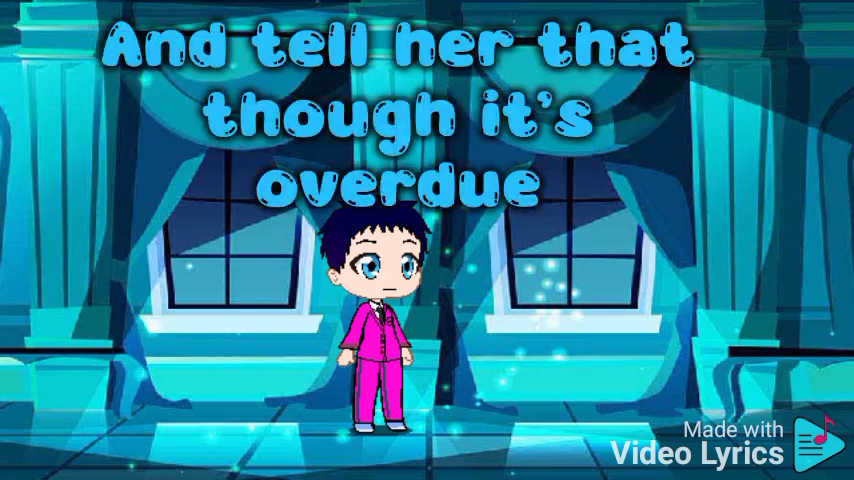 And tell her that
though it's
overdue
Made with
Video Lyrics